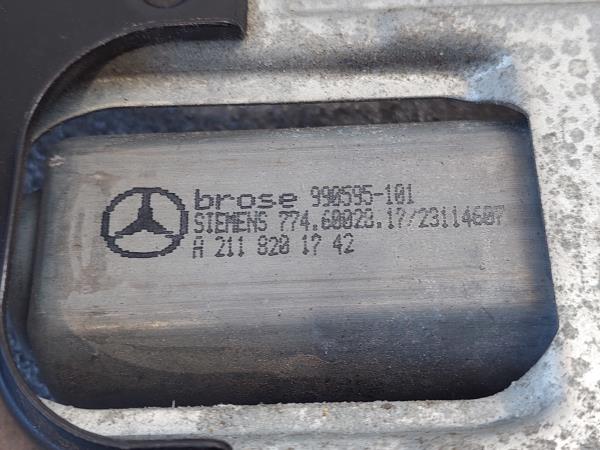 brose 990595-101
SIEMENS 774.60028.17/23114607
A 211 820 17 42